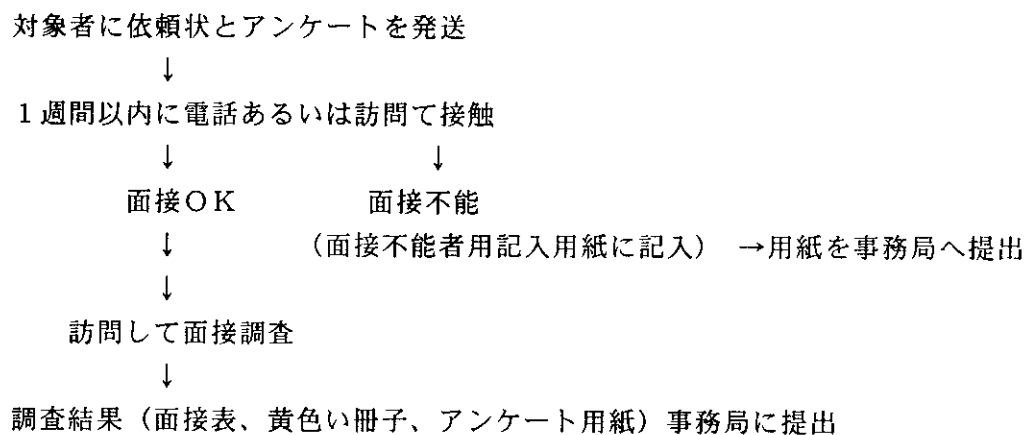 対象者に依頼状とアンケートを発送
↓
１週間以内に電話あるいは訪問て接触
↓ ↓
面接ＯＫ 面接不能
↓ （面接不能者用記入用紙に記入） →用紙を事務局へ提出
↓
訪問して面接調査
↓
調査結果（面接表、黄色い冊子、アンケート用紙）事務局に提出